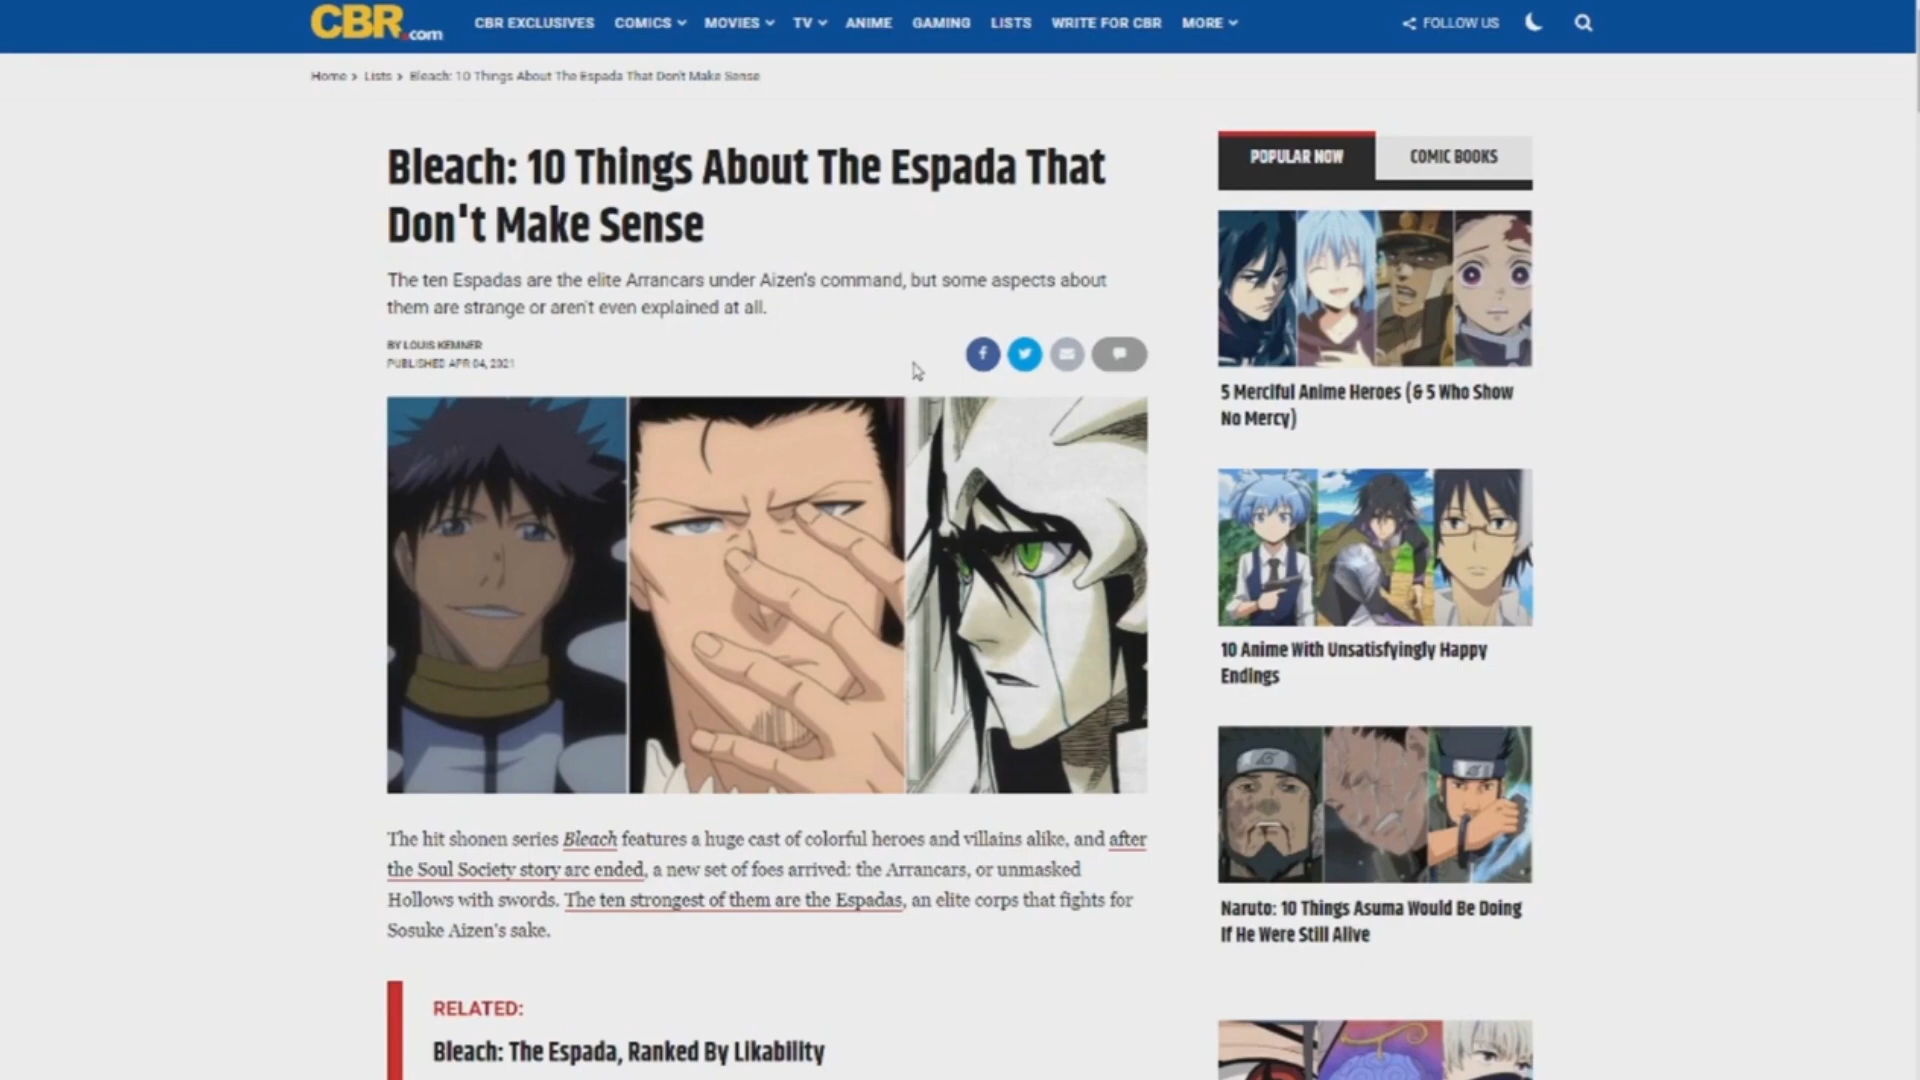 CBR.com
CBR EXCLUSIVES COMICS MOVIES TV ANIME GAMING LISTS WRITE FOR CBR MORE FOLLOW US
Home > Lists > Bleach: 10 Things About The Espada That Don't Make Sense
Bleach: 10 Things About The Espada That
Don't Make Sense
The ten Espadas are the elite Arrancars under Aizen's command, but some aspects about
them are strange or aren't even explained at all.
BY LOUIS KEMNER
PUBLISHED APR 04, 2021
The hit shonen series Bleach features a huge cast of colorful heroes and villains alike, and after
the Soul Society story arc ended, a new set of foes arrived: the Arrancars, or unmasked
Hollows with swords. The ten strongest of them are the Espadas, an elite corps that fights for
Sosuke Aizen's sake.
RELATED:
Bleach: The Espada, Ranked By Likability
POPULAR NOW COMIC BOOKS
5 Merciful Anime Heroes (& 5 Who Show
No Mercy)
10 Anime With Unsatisfyingly Happy
Endings
Naruto: 10 Things Asuma Would Be Doing
If He Were Still Alive